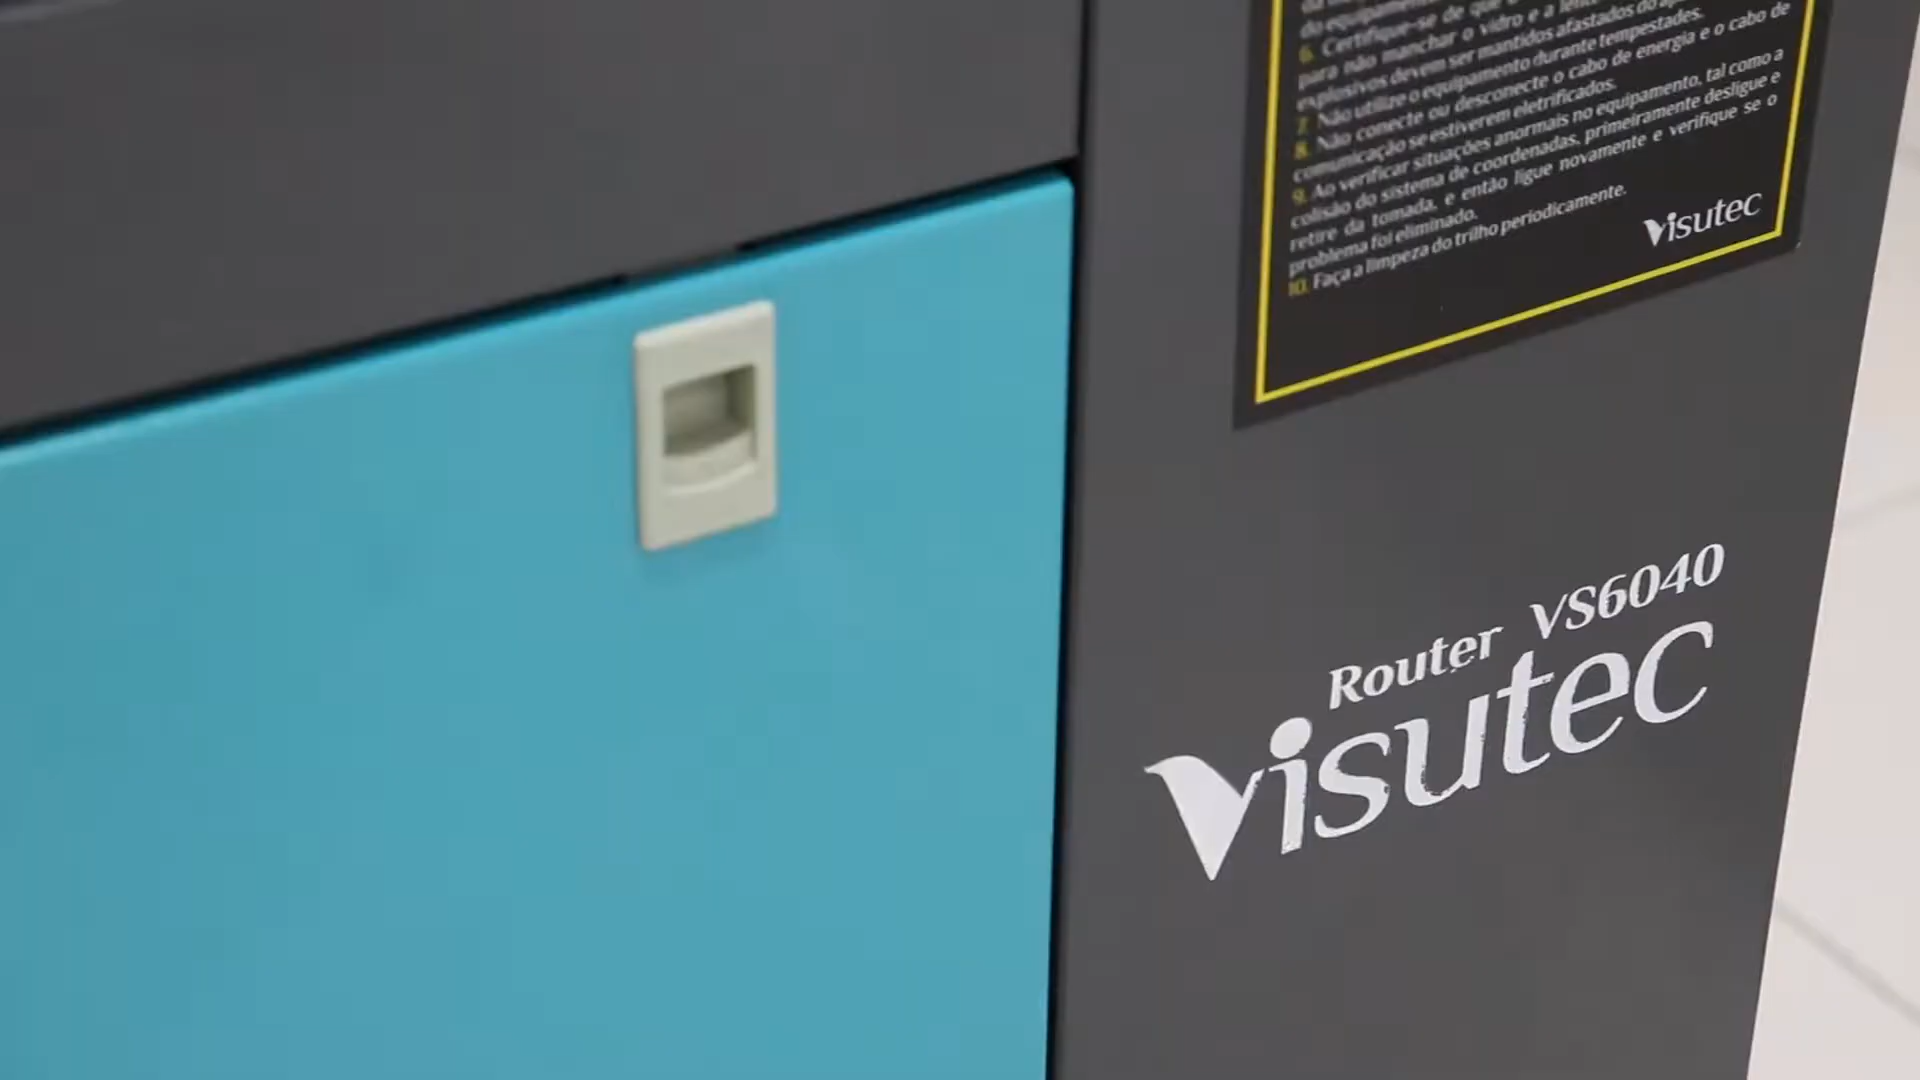 do equipamento
6. Certifique-se de que
para não manchar o vidro e a lente
explosivos devem ser mantidos afastados do
7. Não utilize o equipamento durante tempestades.
8. Não conecte ou desconecte o cabo de energia e o cabo de
comunicação se estiverem eletrificados.
9. Ao verificar situações anormais no equipamento, tal como a
colisão do sistema de coordenadas, primeiramente desligue e
retire da tomada, e então ligue novamente e verifique se o
problema foi eliminado.
10. Faça a limpeza do trilho periodicamente.
Visutec
Router VS6040
Visutec